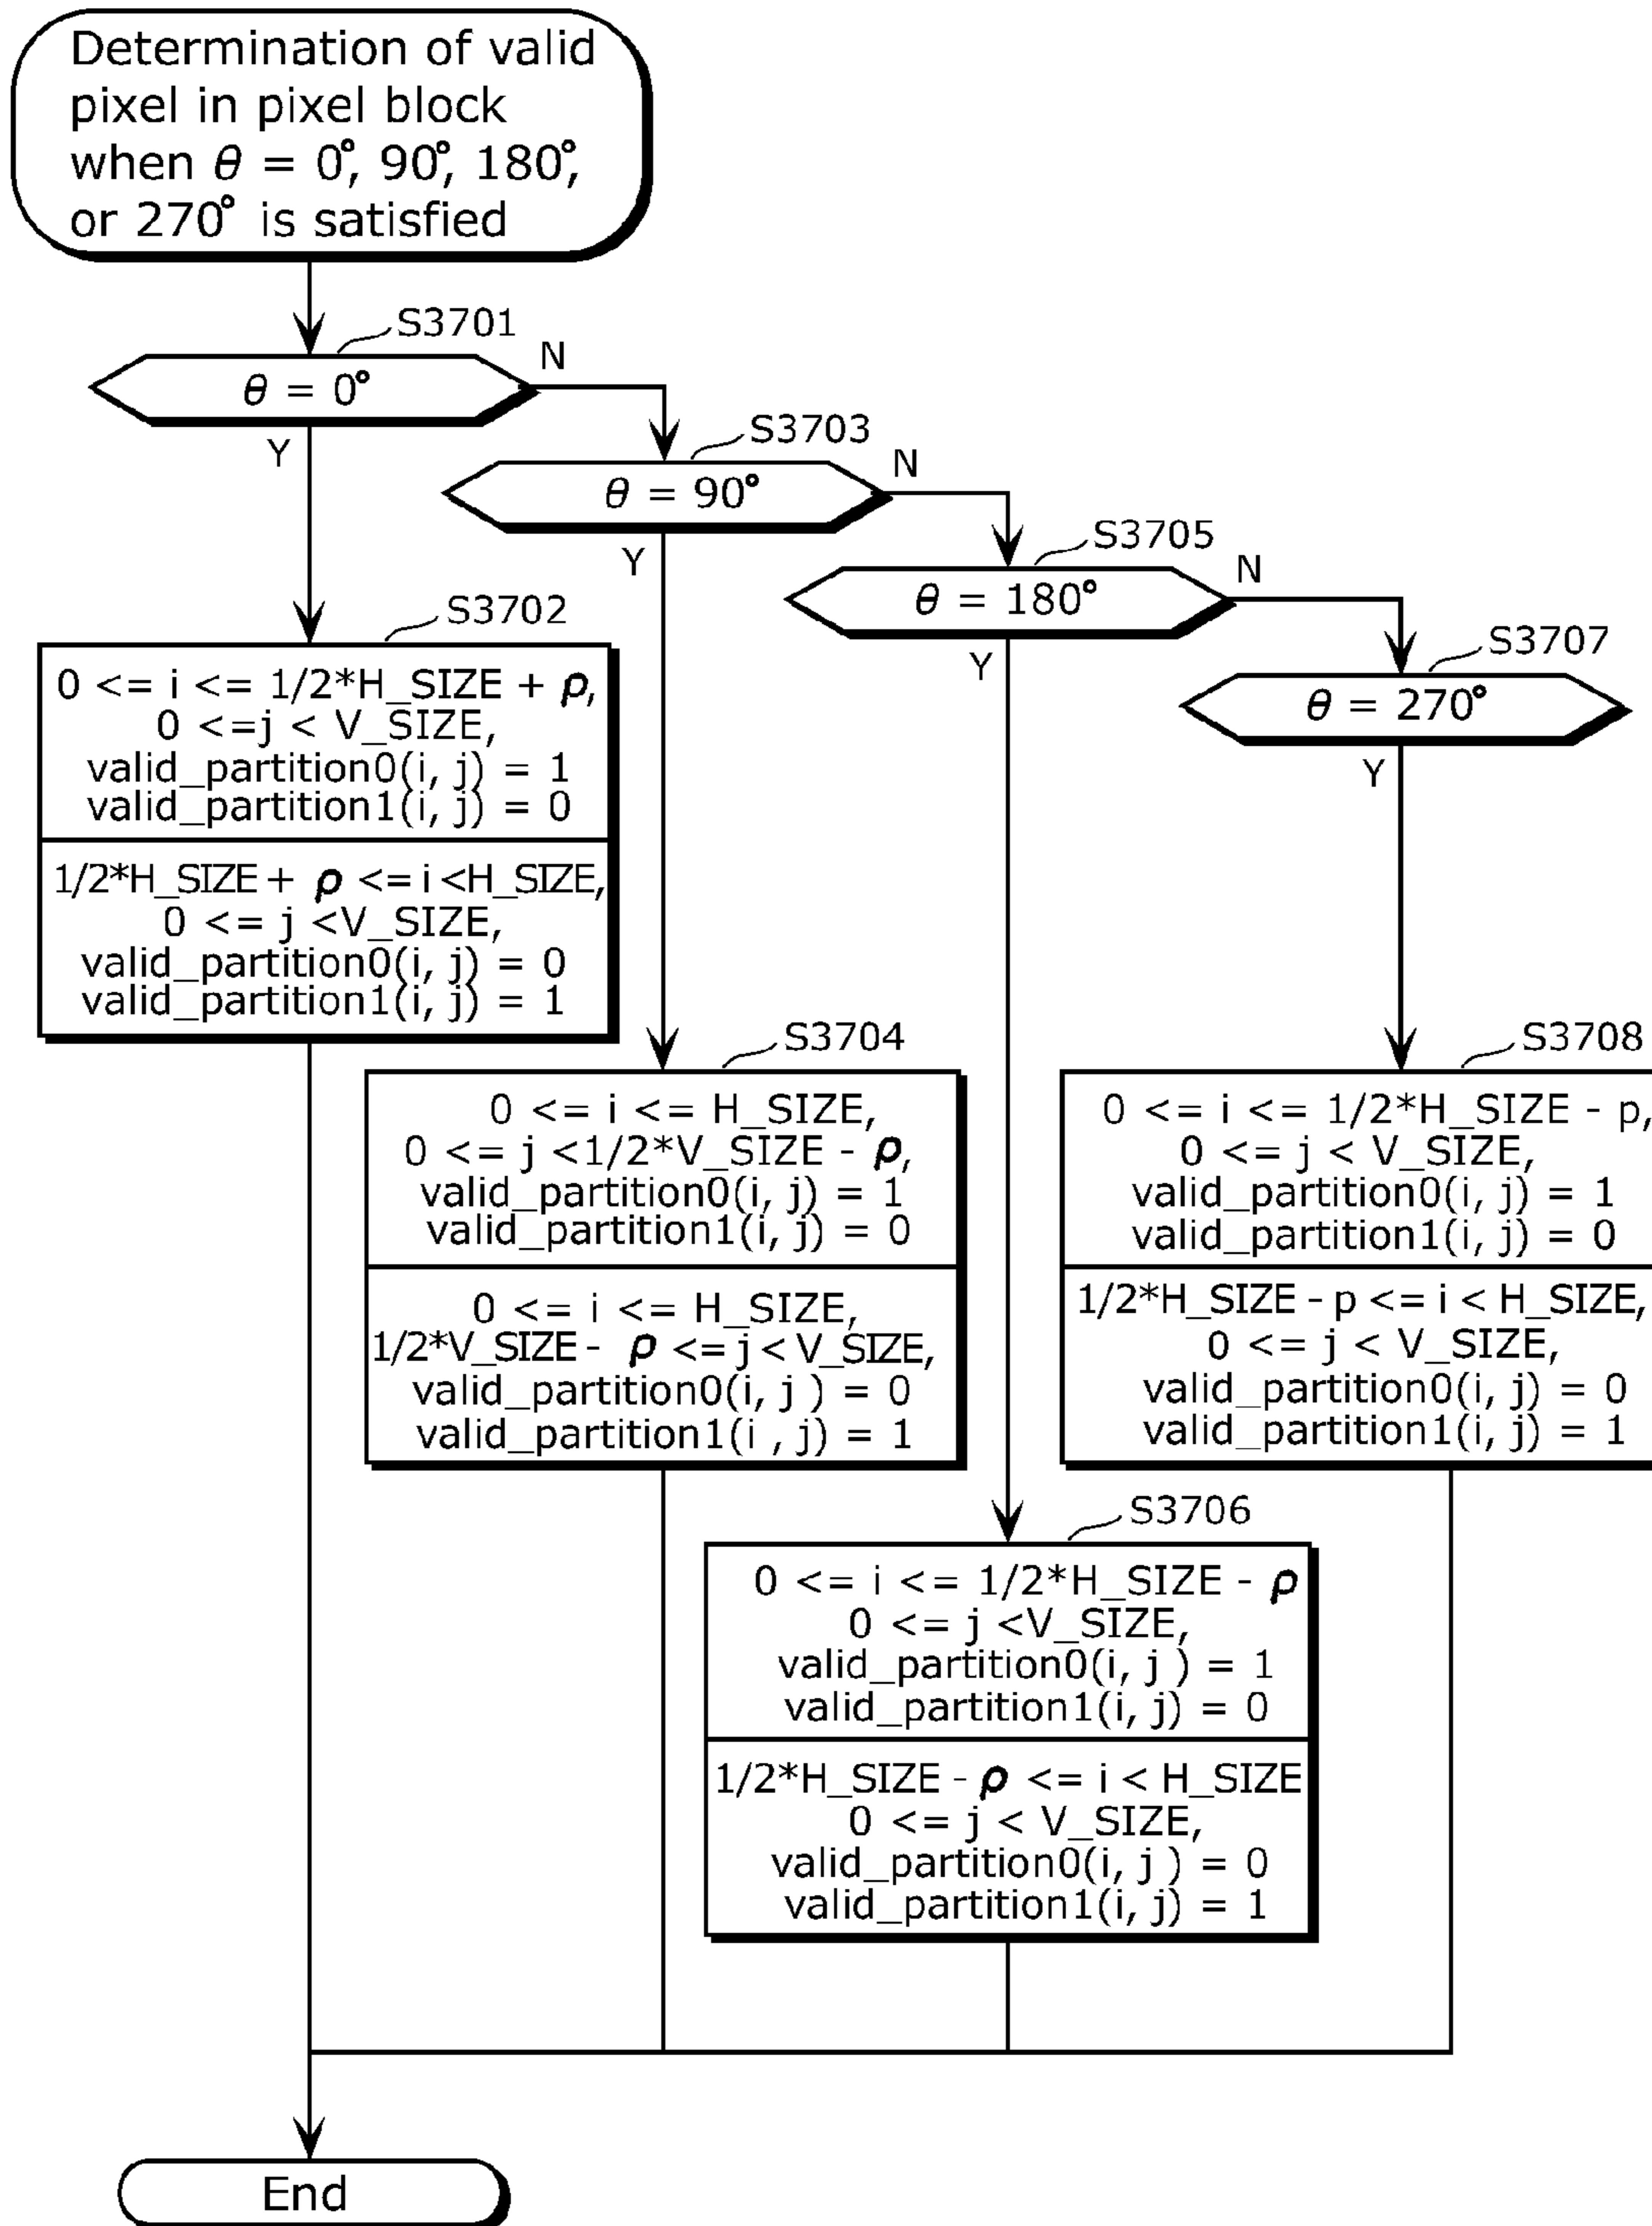 Determination of valid
pixel in pixel block
when θ = 0°, 90°, 180°,
or 270° is satisfied
S3701
θ = 0°
N
Y
S3703
θ = 90°
N
Y
S3705
θ = 180°
N
Y
S3707
θ = 270°
Y
S3702
0 <= i <= 1/2*H_SIZE + ρ,
0 <=j < V_SIZE,
valid_partition0(i, j) = 1
valid_partition1(i, j) = 0
1/2*H_SIZE + ρ <= i <H_SIZE,
0 <= j <V_SIZE,
valid_partition0(i, j) = 0
valid_partition1(i, j) = 1
S3704
0 <= i <= H_SIZE,
0 <= j <1/2*V_SIZE - ρ,
valid_partition0(i, j) = 1
valid_partition1(i, j) = 0
0 <= i <= H_SIZE,
1/2*V_SIZE - ρ <= j < V_SIZE,
valid_partition0(i, j ) = 0
valid_partition1(i , j) = 1
S3708
0 <= i <= 1/2*H_SIZE - p,
0 <= j < V_SIZE,
valid_partition0(i, j) = 1
valid_partition1(i, j) = 0
1/2*H_SIZE - p <= i < H_SIZE,
0 <= j < V_SIZE,
valid_partition0(i, j) = 0
valid_partition1(i, j) = 1
S3706
0 <= i <= 1/2*H_SIZE - ρ
0 <= j <V_SIZE,
valid_partition0(i, j ) = 1
valid_partition1(i, j) = 0
1/2*H_SIZE - ρ <= i < H_SIZE
0 <= j < V_SIZE,
valid_partition0(i, j ) = 0
valid_partition1(i, j) = 1
End